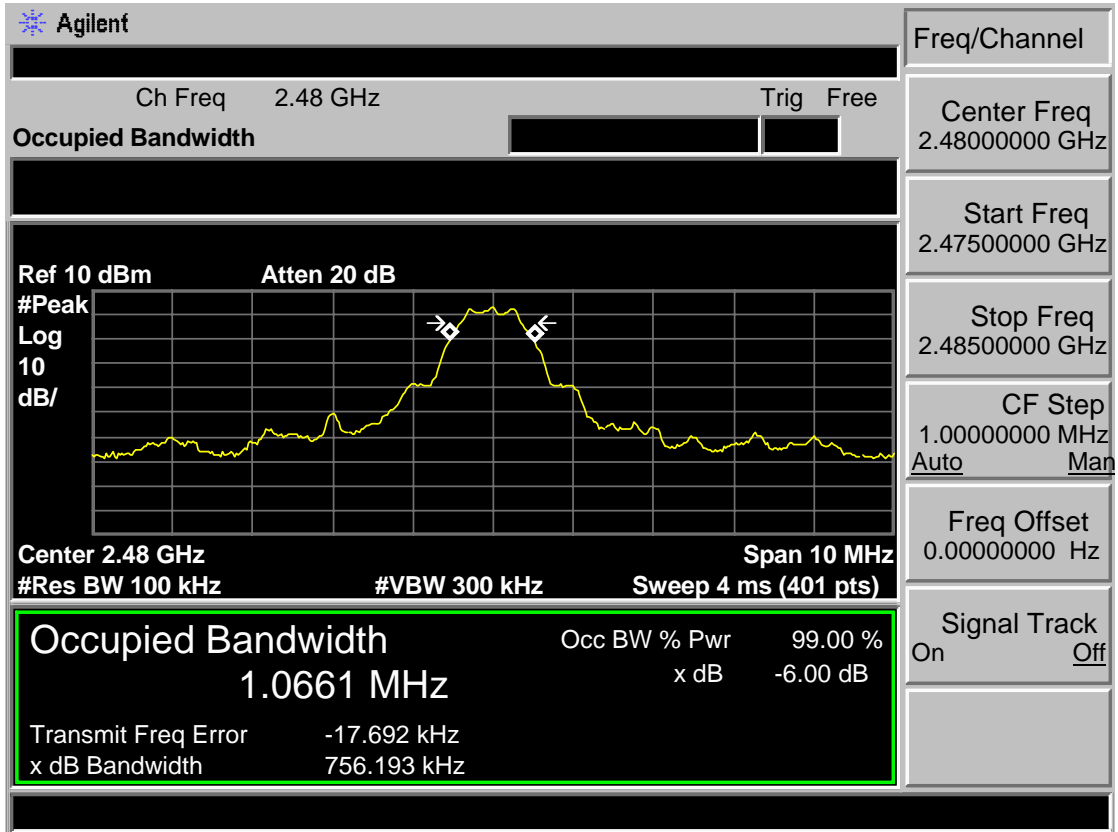 Agilent
Ch Freq 2.48 GHz Trig Free
Occupied Bandwidth
Ref 10 dBm Atten 20 dB
#Peak
Log
10
dB/
Center 2.48 GHz Span 10 MHz
#Res BW 100 kHz #VBW 300 kHz Sweep 4 ms (401 pts)
Occupied Bandwidth Occ BW % Pwr 99.00 %
1.0661 MHz x dB -6.00 dB
Transmit Freq Error -17.692 kHz
x dB Bandwidth 756.193 kHz
Freq/Channel
Center Freq
2.48000000 GHz
Start Freq
2.47500000 GHz
Stop Freq
2.48500000 GHz
CF Step
1.00000000 MHz
Auto Man
Freq Offset
0.00000000 Hz
Signal Track
On Off